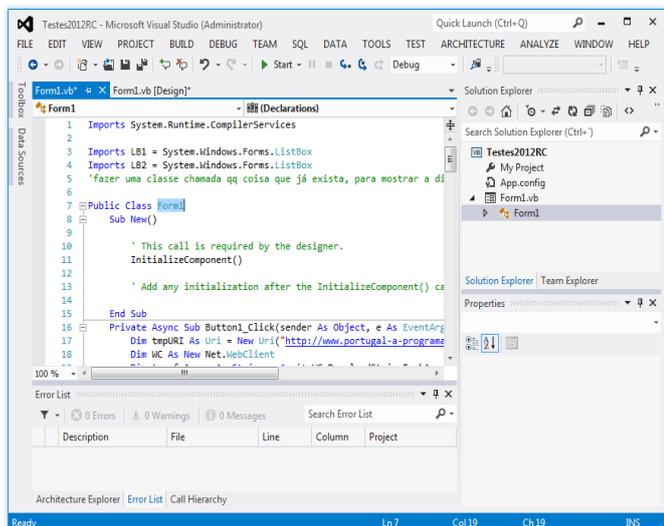 Testes2012RC - Microsoft Visual Studio (Administrator)
Quick Launch (Ctrl+Q)
FILE EDIT VIEW PROJECT BUILD DEBUG TEAM SQL DATA TOOLS TEST ARCHITECTURE ANALYZE WINDOW HELP
Start
Debug
Toolbox
Data Sources
Form1.vb*
Form1.vb [Design]*
Form1
(Declarations)
1 Imports System.Runtime.CompilerServices
2
3 Imports LB1 = System.Windows.Forms.ListBox
4 Imports LB2 = System.Windows.Forms.ListBox
5 'fazer uma classe chamada qq coisa que já exista, para mostrar a di
6
7 Public Class Form1
8 Sub New()
9
10 ' This call is required by the designer.
11 InitializeComponent()
12
13 ' Add any initialization after the InitializeComponent() ca
14
15 End Sub
16 Private Async Sub Button1_Click(sender As Object, e As EventArg
17 Dim tmpURI As Uri = New Uri("http://www.portugal-a-programa
18 Dim WC As New Net.WebClient
100 %
Solution Explorer
Search Solution Explorer (Ctrl+´)
Testes2012RC
My Project
App.config
Form1.vb
Form1
Solution Explorer Team Explorer
Properties
Error List
0 Errors 0 Warnings 0 Messages
Search Error List
Description File Line Column Project
Architecture Explorer Error List Call Hierarchy
Ready Ln 7 Col 19 Ch 19 INS